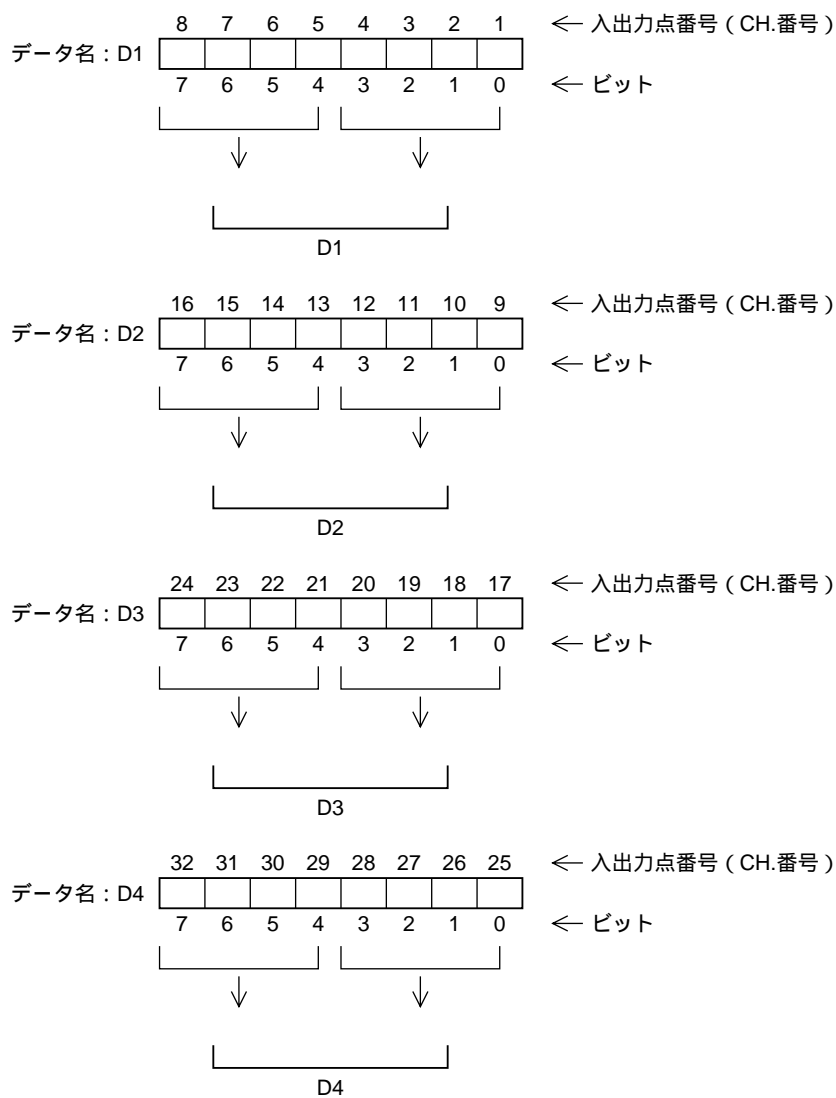 8 7 6 5 4 3 2 1 ← 入出力点番号（CH.番号）
データ名：D1
7 6 5 4 3 2 1 0 ← ビット
D1
16 15 14 13 12 11 10 9 ← 入出力点番号（CH.番号）
データ名：D2
7 6 5 4 3 2 1 0 ← ビット
D2
24 23 22 21 20 19 18 17 ← 入出力点番号（CH.番号）
データ名：D3
7 6 5 4 3 2 1 0 ← ビット
D3
32 31 30 29 28 27 26 25 ← 入出力点番号（CH.番号）
データ名：D4
7 6 5 4 3 2 1 0 ← ビット
D4